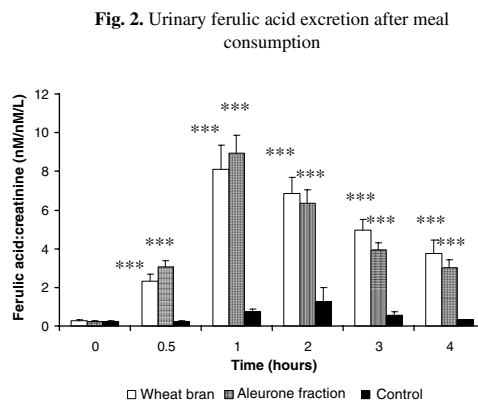 Fig. 2. Urinary ferulic acid excretion after meal
consumption
Ferulic acid:creatinine (nM/nM/L)
12
10
8
6
4
2
0
***
***
***
***
***
***
***
***
***
***
0 0.5 1 2 3 4
Time (hours)
Wheat bran Aleurone fraction Control